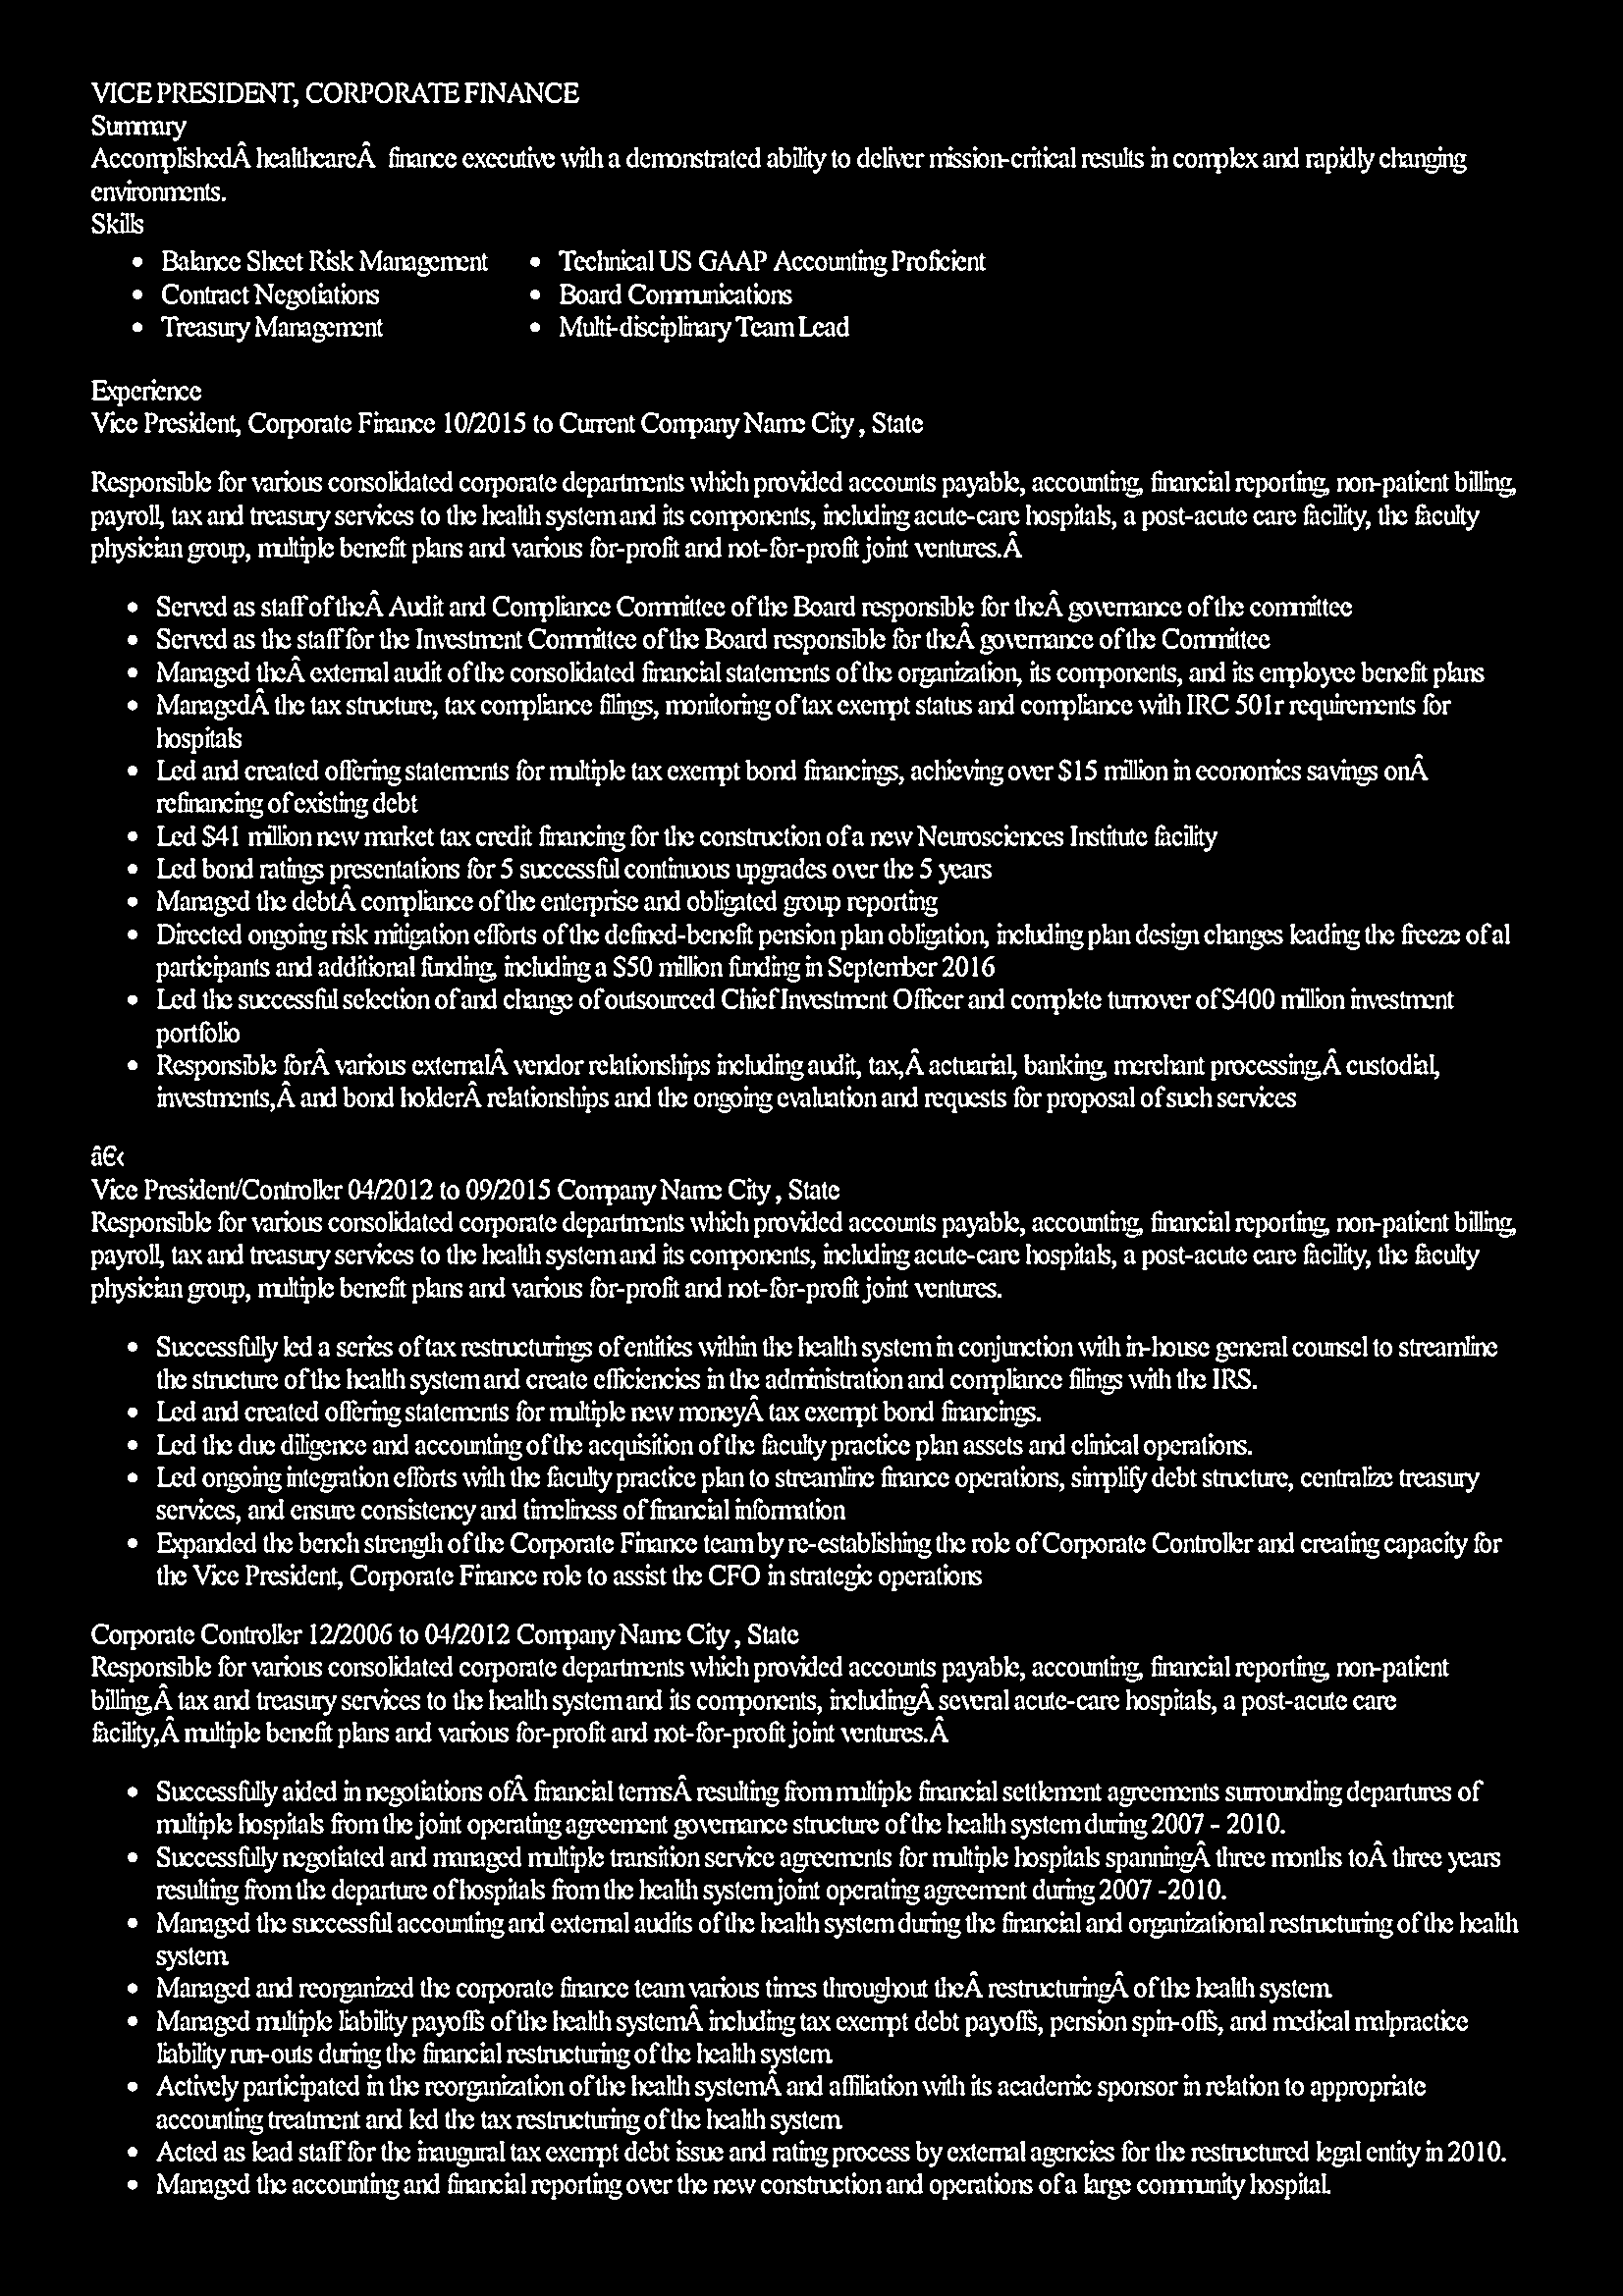 VICE PRESIDENT, CORPORATE FINANCE
Summary
AccomplishedÂ healthcareÂ  finance executive with a demonstrated ability to deliver mission-critical results in complex and rapidly changing
environments.
Skills
• Balance Sheet Risk Management • Technical US GAAP Accounting Proficient
• Contract Negotiations • Board Communications
• Treasury Management • Multi-disciplinary Team Lead
Experience
Vice President, Corporate Finance 10/2015 to Current Company Name City , State
Responsible for various consolidated corporate departments which provided accounts payable, accounting, financial reporting, non-patient billing,
payroll, tax and treasury services to the health system and its components, including acute-care hospitals, a post-acute care facility, the faculty
physician group, multiple benefit plans and various for-profit and not-for-profit joint ventures.Â
• Served as staff of theÂ Audit and Compliance Committee of the Board responsible for theÂ governance of the committee
• Served as the staff for the Investment Committee of the Board responsible for theÂ governance of the Committee
• Managed theÂ external audit of the consolidated financial statements of the organization, its components, and its employee benefit plans
• ManagedÂ the tax structure, tax compliance filings, monitoring of tax exempt status and compliance with IRC 501r requirements for
hospitals
• Led and created offering statements for multiple tax exempt bond financings, achieving over $15 million in economics savings onÂ
refinancing of existing debt
• Led $41 million new market tax credit financing for the construction of a new Neurosciences Institute facility
• Led bond ratings presentations for 5 successful continuous upgrades over the 5 years
• Managed the debtÂ compliance of the enterprise and obligated group reporting
• Directed ongoing risk mitigation efforts of the defined-benefit pension plan obligation, including plan design changes leading the freeze of al
participants and additional funding, including a $50 million funding in September 2016
• Led the successful selection of and change of outsourced Chief Investment Officer and complete turnover of $400 million investment
portfolio
• Responsible forÂ various externalÂ vendor relationships including audit, tax,Â actuarial, banking, merchant processing,Â custodial,
investments,Â and bond holderÂ relationships and the ongoing evaluation and requests for proposal of such services
â€‹
Vice President/Controller 04/2012 to 09/2015 Company Name City , State
Responsible for various consolidated corporate departments which provided accounts payable, accounting, financial reporting, non-patient billing,
payroll, tax and treasury services to the health system and its components, including acute-care hospitals, a post-acute care facility, the faculty
physician group, multiple benefit plans and various for-profit and not-for-profit joint ventures.
• Successfully led a series of tax restructurings of entities within the health system in conjunction with in-house general counsel to streamline
the structure of the health system and create efficiencies in the administration and compliance filings with the IRS.
• Led and created offering statements for multiple new moneyÂ tax exempt bond financings.
• Led the due diligence and accounting of the acquisition of the faculty practice plan assets and clinical operations.
• Led ongoing integration efforts with the faculty practice plan to streamline finance operations, simplify debt structure, centralize treasury
services, and ensure consistency and timeliness of financial information
• Expanded the bench strength of the Corporate Finance team by re-establishing the role of Corporate Controller and creating capacity for
the Vice President, Corporate Finance role to assist the CFO in strategic operations
Corporate Controller 12/2006 to 04/2012 Company Name City , State
Responsible for various consolidated corporate departments which provided accounts payable, accounting, financial reporting, non-patient
billing,Â tax and treasury services to the health system and its components, includingÂ several acute-care hospitals, a post-acute care
facility,Â multiple benefit plans and various for-profit and not-for-profit joint ventures.Â
• Successfully aided in negotiations ofÂ financial termsÂ resulting from multiple financial settlement agreements surrounding departures of
multiple hospitals from the joint operating agreement governance structure of the health system during 2007 - 2010.
• Successfully negotiated and managed multiple transition service agreements for multiple hospitals spanningÂ three months toÂ three years
resulting from the departure of hospitals from the health system joint operating agreement during 2007 -2010.
• Managed the successful accounting and external audits of the health system during the financial and organizational restructuring of the health
system.
• Managed and reorganized the corporate finance team various times throughout theÂ restructuringÂ of the health system.
• Managed multiple liability payoffs of the health systemÂ including tax exempt debt payoffs, pension spin-offs, and medical malpractice
liability run-outs during the financial restructuring of the health system.
• Actively participated in the reorganization of the health systemÂ and affiliation with its academic sponsor in relation to appropriate
accounting treatment and led the tax restructuring of the health system.
• Acted as lead staff for the inaugural tax exempt debt issue and rating process by external agencies for the restructured legal entity in 2010.
• Managed the accounting and financial reporting over the new construction and operations of a large community hospital.